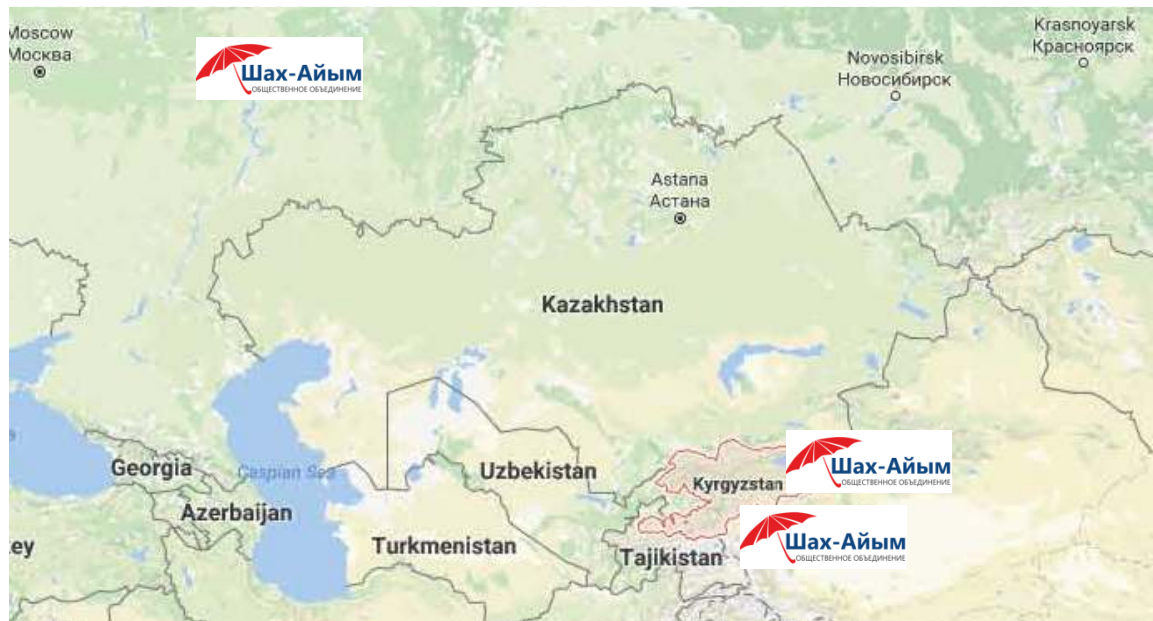 Moscow
Москва
Шах-Айым
ОБЩЕСТВЕННОЕ ОБЪЕДИНЕНИЕ
Krasnoyarsk
Красноярск
Novosibirsk
Новосибирск
Astana
Астана
Kazakhstan
Georgia
Caspian Sea
Uzbekistan
Kyrgyzstan
Шах-Айым
ОБЩЕСТВЕННОЕ ОБЪЕДИНЕНИЕ
Azerbaijan
Turkmenistan
Tajikistan
Шах-Айым
ОБЩЕСТВЕННОЕ ОБЪЕДИНЕНИЕ
ey